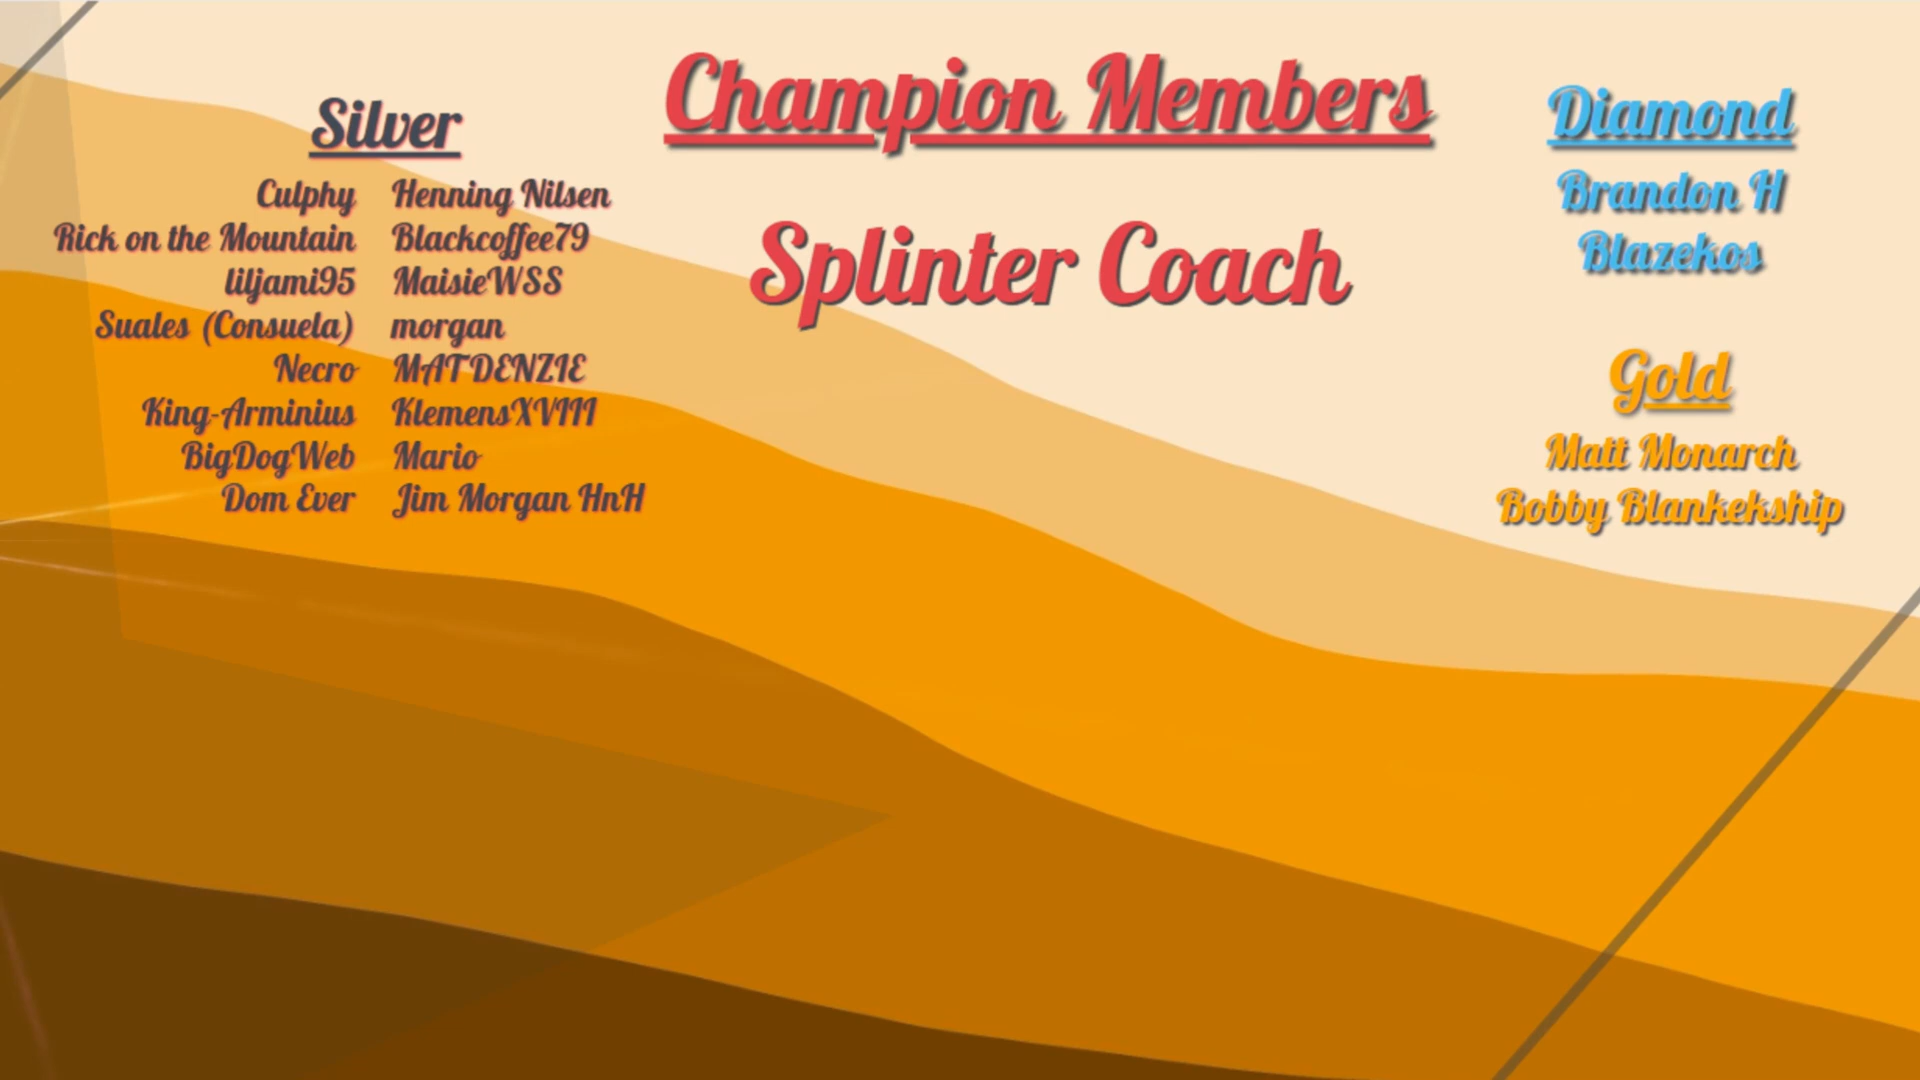 Champion Members
Splinter Coach
Silver
Culphy Henning Nilsen
Rick on the Mountain Blackcoffee79
liljami95 MaisieWSS
Suales (Consuela) morgan
Necro MATDENZIE
King-Arminius KlemensXVIII
BigDogWeb Mario
Dom Ever Jim Morgan HnH
Diamond
Brandon H
Blazekos
Gold
Matt Monarch
Bobby Blankekship